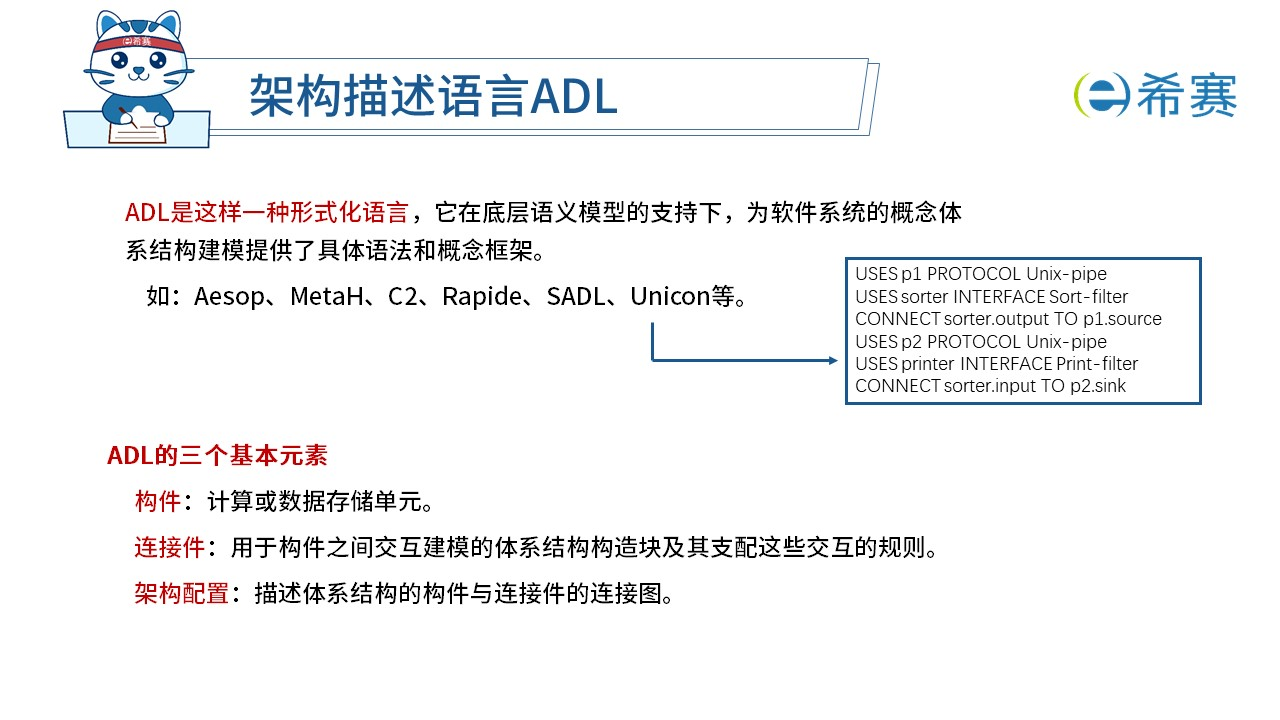 希赛
架构描述语言ADL
希赛
ADL是这样一种形式化语言，它在底层语义模型的支持下，为软件系统的概念体
系结构建模提供了具体语法和概念框架。
如：Aesop、MetaH、C2、Rapide、SADL、Unicon等。
USES p1 PROTOCOL Unix-pipe
USES sorter INTERFACE Sort-filter
CONNECT sorter.output TO p1.source
USES p2 PROTOCOL Unix-pipe
USES printer INTERFACE Print-filter
CONNECT sorter.input TO p2.sink
ADL的三个基本元素
构件：计算或数据存储单元。
连接件：用于构件之间交互建模的体系结构构造块及其支配这些交互的规则。
架构配置：描述体系结构的构件与连接件的连接图。